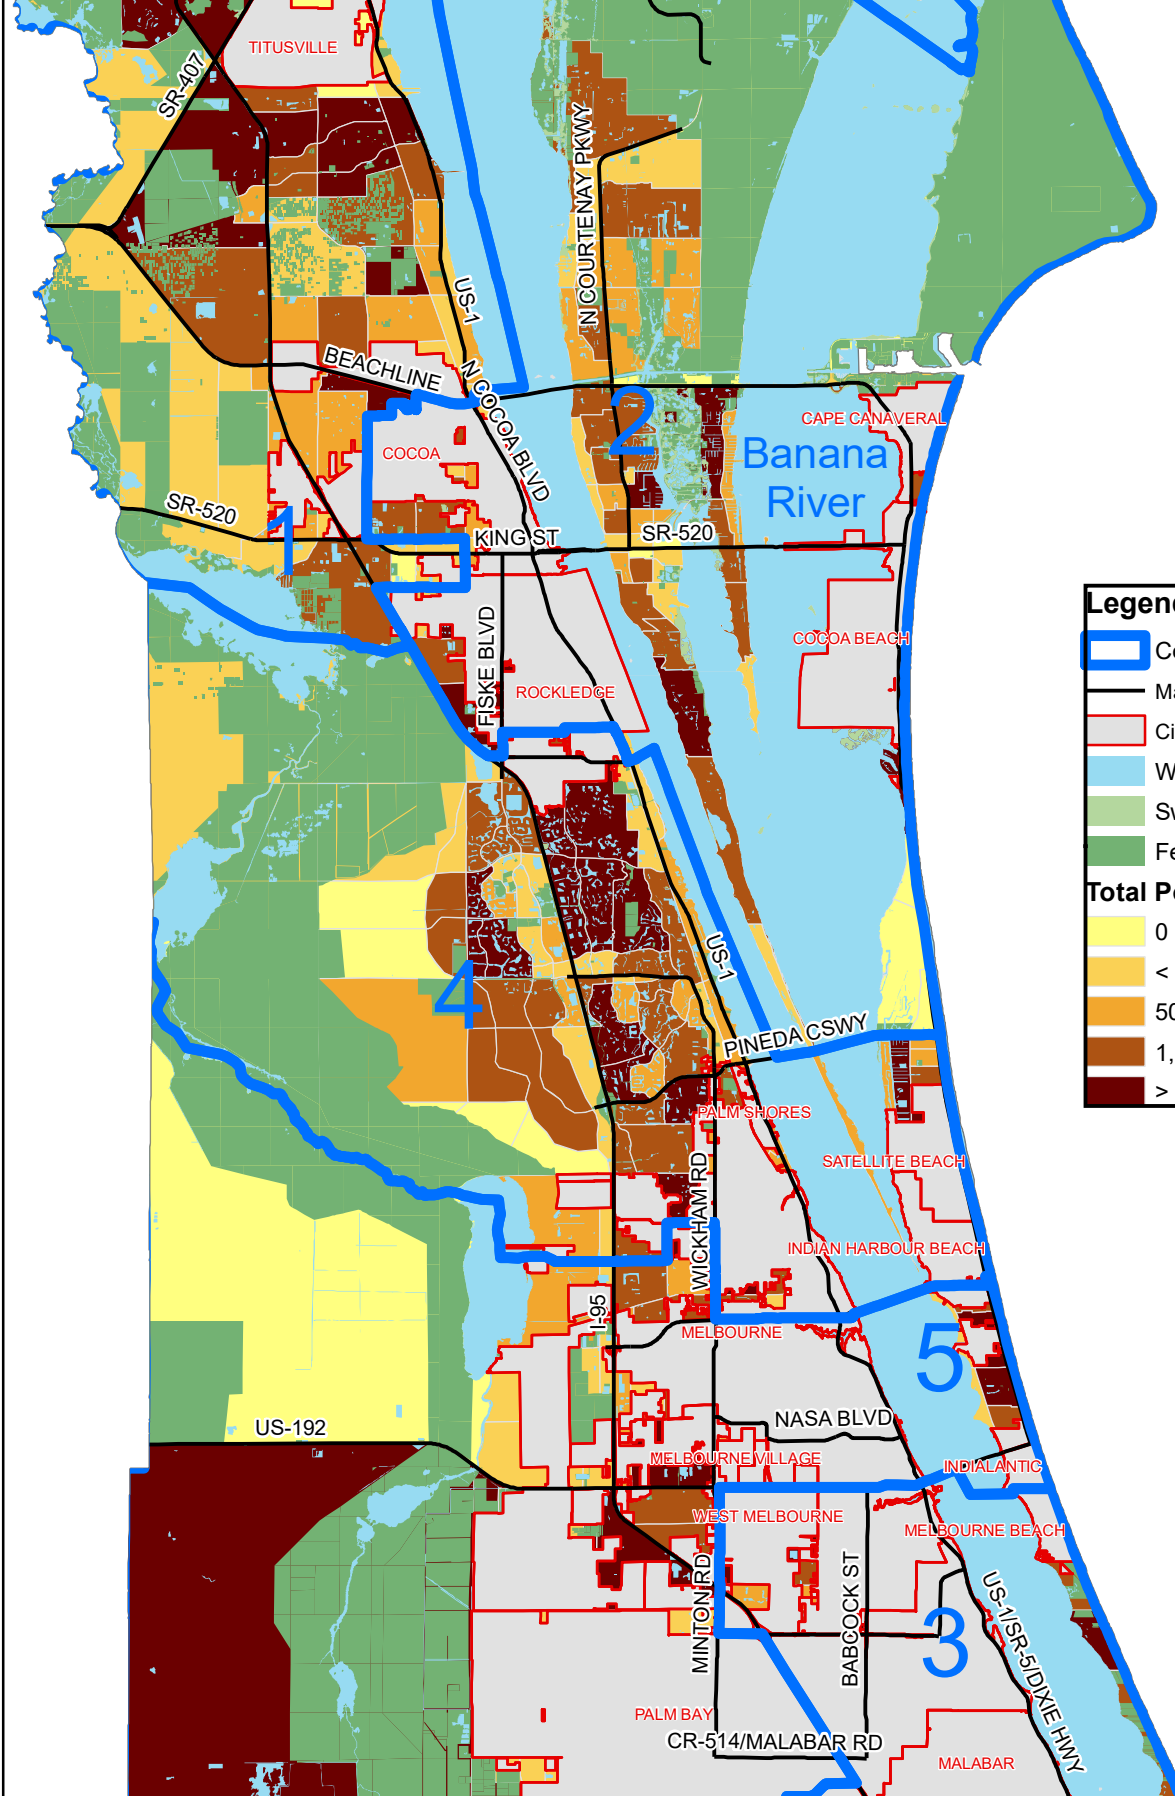 TITUSVILLE
SR-407
N COURTENAY PKWY
US-1
BEACHLINE
N COCOA BLVD
2
CAPE CANAVERAL
COCOA
Banana
River
SR-520
1
KING ST
SR-520
Legend
COCOA BEACH
FISKE BLVD
ROCKLEDGE
Total
0
<
50
1,
>
US-1
4
PINEDA CSWY
PALM SHORES
SATELLITE BEACH
WICKHAM RD
INDIAN HARBOUR BEACH
I-95
MELBOURNE
5
NASA BLVD
US-192
MELBOURNE VILLAGE
INDIALANTIC
WEST MELBOURNE
MELBOURNE BEACH
MINTON RD
BABCOCK ST
US-1/SR-5/DIXIE HWY
3
PALM BAY
CR-514/MALABAR RD
MALABAR